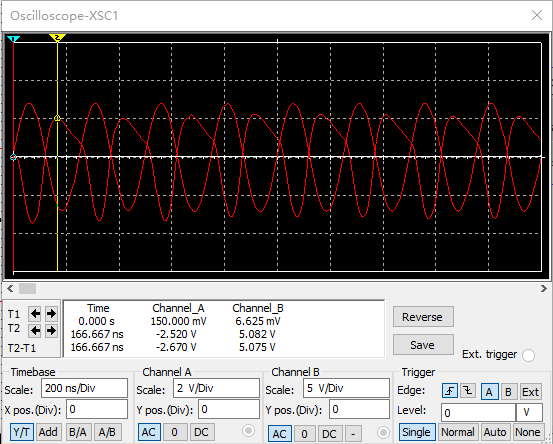 Oscilloscope-XSC1
1 2
T1
T2
T2-T1
Time Channel_A Channel_B
0.000 s 150.000 mV 6.625 mV
166.667 ns -2.520 V 5.082 V
166.667 ns -2.670 V 5.075 V
Reverse
Save
Ext. trigger
Timebase
Scale: 200 ns/Div
X pos.(Div): 0
Y/T Add B/A A/B
Channel A
Scale: 2 V/Div
Y pos.(Div): 0
AC 0 DC
Channel B
Scale: 5 V/Div
Y pos.(Div): 0
AC 0 DC -
Trigger
Edge: A B Ext
Level: 0 V
Single Normal Auto None